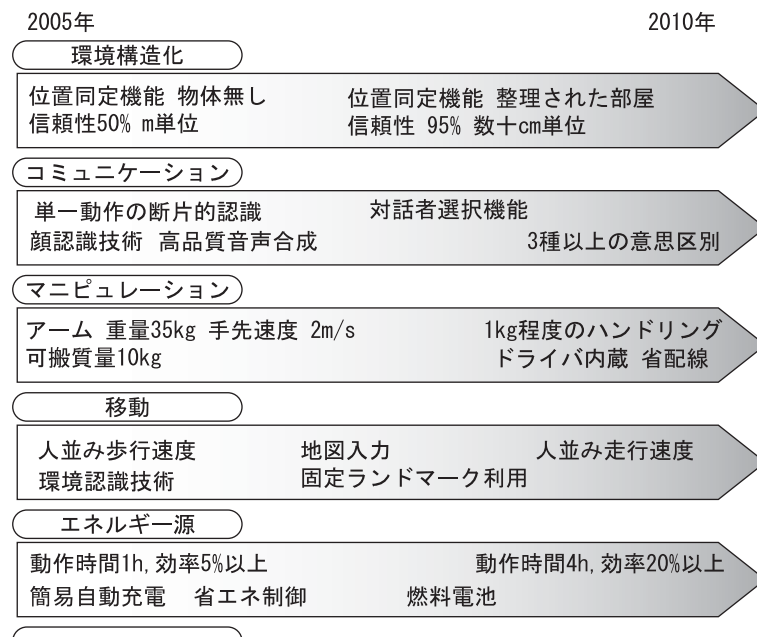 2005年 2010年
環境構造化
位置同定機能 物体無し 位置同定機能 整理された部屋
信頼性50% m単位 信頼性 95% 数十cm単位
コミュニケーション
単一動作の断片的認識 対話者選択機能
顔認識技術 高品質音声合成 3種以上の意思区別
マニピュレーション
アーム 重量35kg 手先速度 2m/s 1kg程度のハンドリング
可搬質量10kg ドライバ内蔵 省配線
移動
人並み歩行速度 地図入力 人並み走行速度
環境認識技術 固定ランドマーク利用
エネルギー源
動作時間1h, 効率5%以上 動作時間4h, 効率20%以上
簡易自動充電 省エネ制御 燃料電池